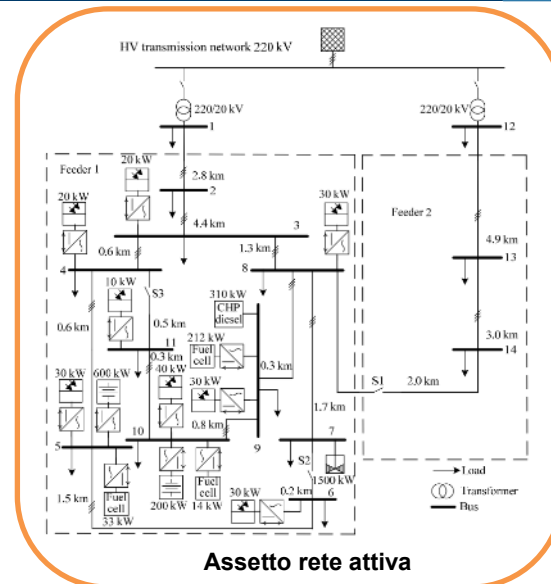 HV transmission network 220 kV
220/20 kV
220/20 kV
1
12
Feeder 1
20 kW
2.8 km
2
30 kW
Feeder 2
20 kW
4.4 km
3
4.9 km
0.6 km
1.3 km
4
8
13
10 kW
S3
310 kW
CHP
diesel
0.6 km
0.5 km
212 kW
3.0 km
11
Fuel
cell
0.3 km
0.3 km
14
30 kW
600kW
40 kW
30 kW
S1
2.0 km
1.7 km
10
0.8 km
5
9
7
S2
Load
1500 kW
Fuel
cell
Fuel
cell
1.5 km
30 kW
0.2 km
6
Transformer
33 kW
200 kW
14 kW
Bus
Assetto rete attiva